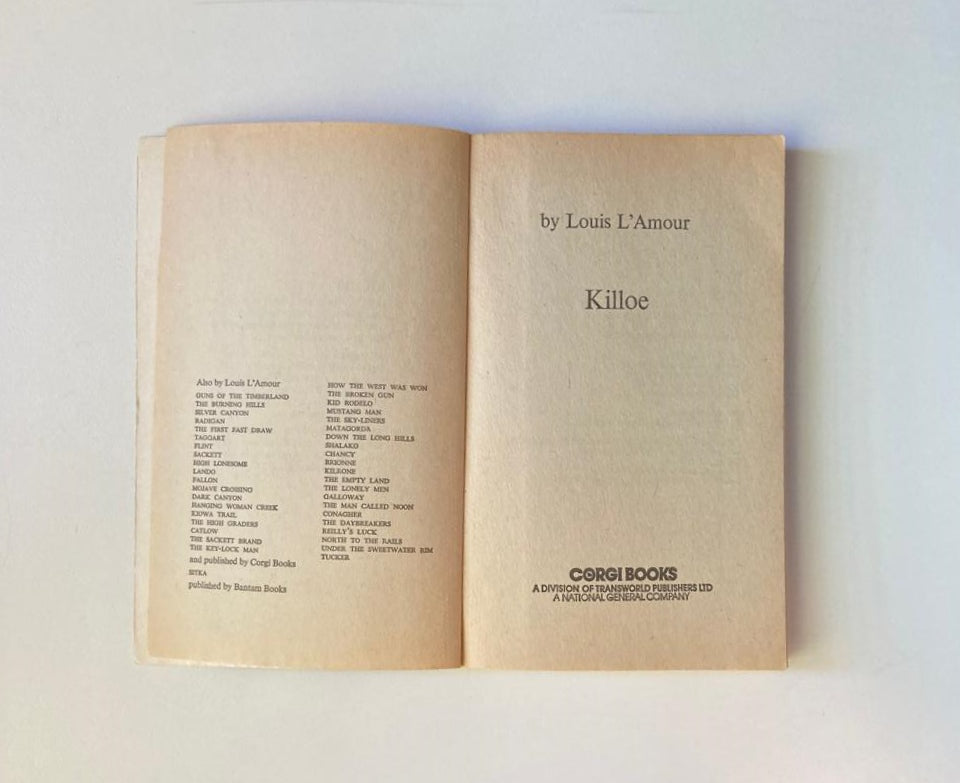 Also by Louis L'Amour
GUNS OF THE TIMBERLAND
THE BURNING HILLS
SILVER CANYON
RADIGAN
THE FIRST FAST DRAW
TAGGART
FLINT
SACKETT
HIGH LONESOME
LANDO
FALLON
MOJAVE CROSSING
DARK CANYON
HANGING WOMAN CREEK
KIOWA TRAIL
THE HIGH GRADERS
CATLOW
THE SACKETT BRAND
THE KEY-LOCK MAN
and published by Corgi Books
SITKA
published by Bantam Books
HOW THE WEST WAS WON
THE BROKEN GUN
KID RODELO
MUSTANG MAN
THE SKY-LINERS
MATAGORDA
DOWN THE LONG HILLS
SHALAKO
CHANCY
BRIONNE
KILRONE
THE EMPTY LAND
THE LONELY MEN
GALLOWAY
THE MAN CALLED NOON
CONAGHER
THE DAYBREAKERS
REILLY'S LUCK
NORTH TO THE RAILS
UNDER THE SWEETWATER RIM
TUCKER
by Louis L'Amour
Killoe
CORGI BOOKS
A DIVISION OF TRANSWORLD PUBLISHERS LTD
A NATIONAL GENERAL COMPANY